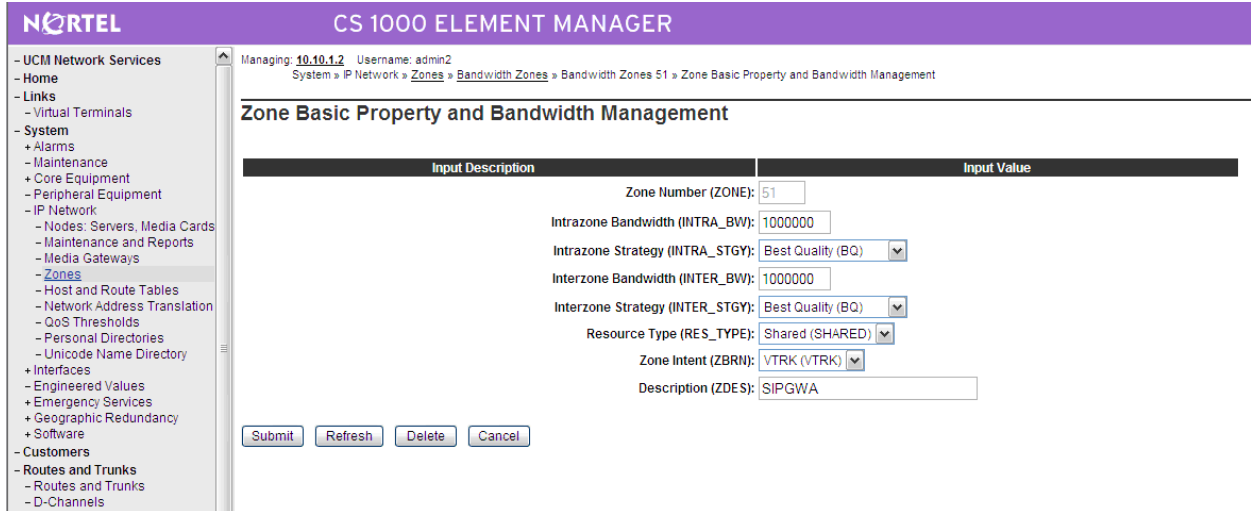 NORTEL CS 1000 ELEMENT MANAGER
- UCM Network Services
- Home
- Links
- Virtual Terminals
- System
+ Alarms
- Maintenance
+ Core Equipment
- Peripheral Equipment
- IP Network
- Nodes: Servers, Media Cards
- Maintenance and Reports
- Media Gateways
- Zones
- Host and Route Tables
- Network Address Translation
- QoS Thresholds
- Personal Directories
- Unicode Name Directory
+ Interfaces
- Engineered Values
+ Emergency Services
+ Geographic Redundancy
+ Software
- Customers
- Routes and Trunks
- Routes and Trunks
- D-Channels
Managing: 10.10.1.2 Username: admin2
System » IP Network » Zones » Bandwidth Zones » Bandwidth Zones 51 » Zone Basic Property and Bandwidth Management
Zone Basic Property and Bandwidth Management
Input Description Input Value
Zone Number (ZONE): 51
Intrazone Bandwidth (INTRA_BW): 1000000
Intrazone Strategy (INTRA_STGY): Best Quality (BQ)
Interzone Bandwidth (INTER_BW): 1000000
Interzone Strategy (INTER_STGY): Best Quality (BQ)
Resource Type (RES_TYPE): Shared (SHARED)
Zone Intent (ZBRN): VTRK (VTRK)
Description (ZDES): SIPGWA
Submit Refresh Delete Cancel